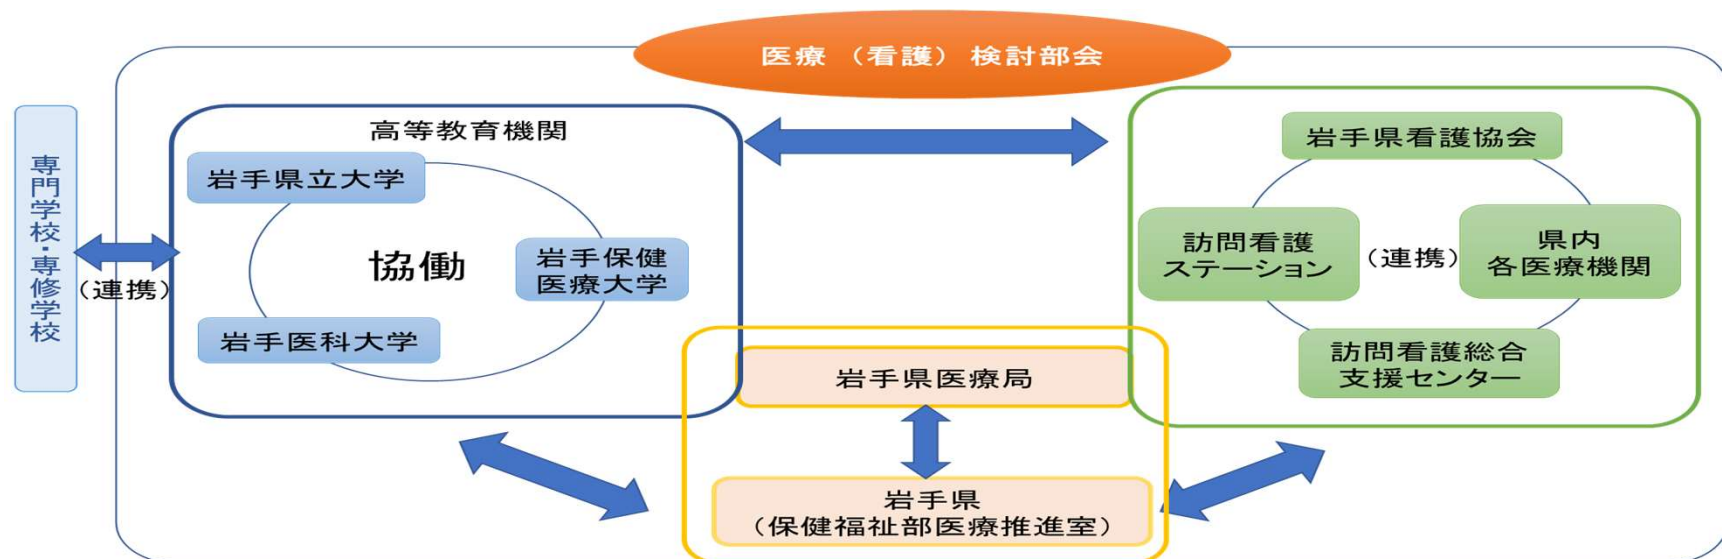 医療 （看護） 検討部会
専門学校・専修学校
（連携）
高等教育機関
岩手県立大学
協働
岩手保健
医療大学
岩手医科大学
岩手県看護協会
訪問看護
ステーション
（連携）
県内
各医療機関
訪問看護総合
支援センター
岩手県医療局
岩手県
（保健福祉部医療推進室）